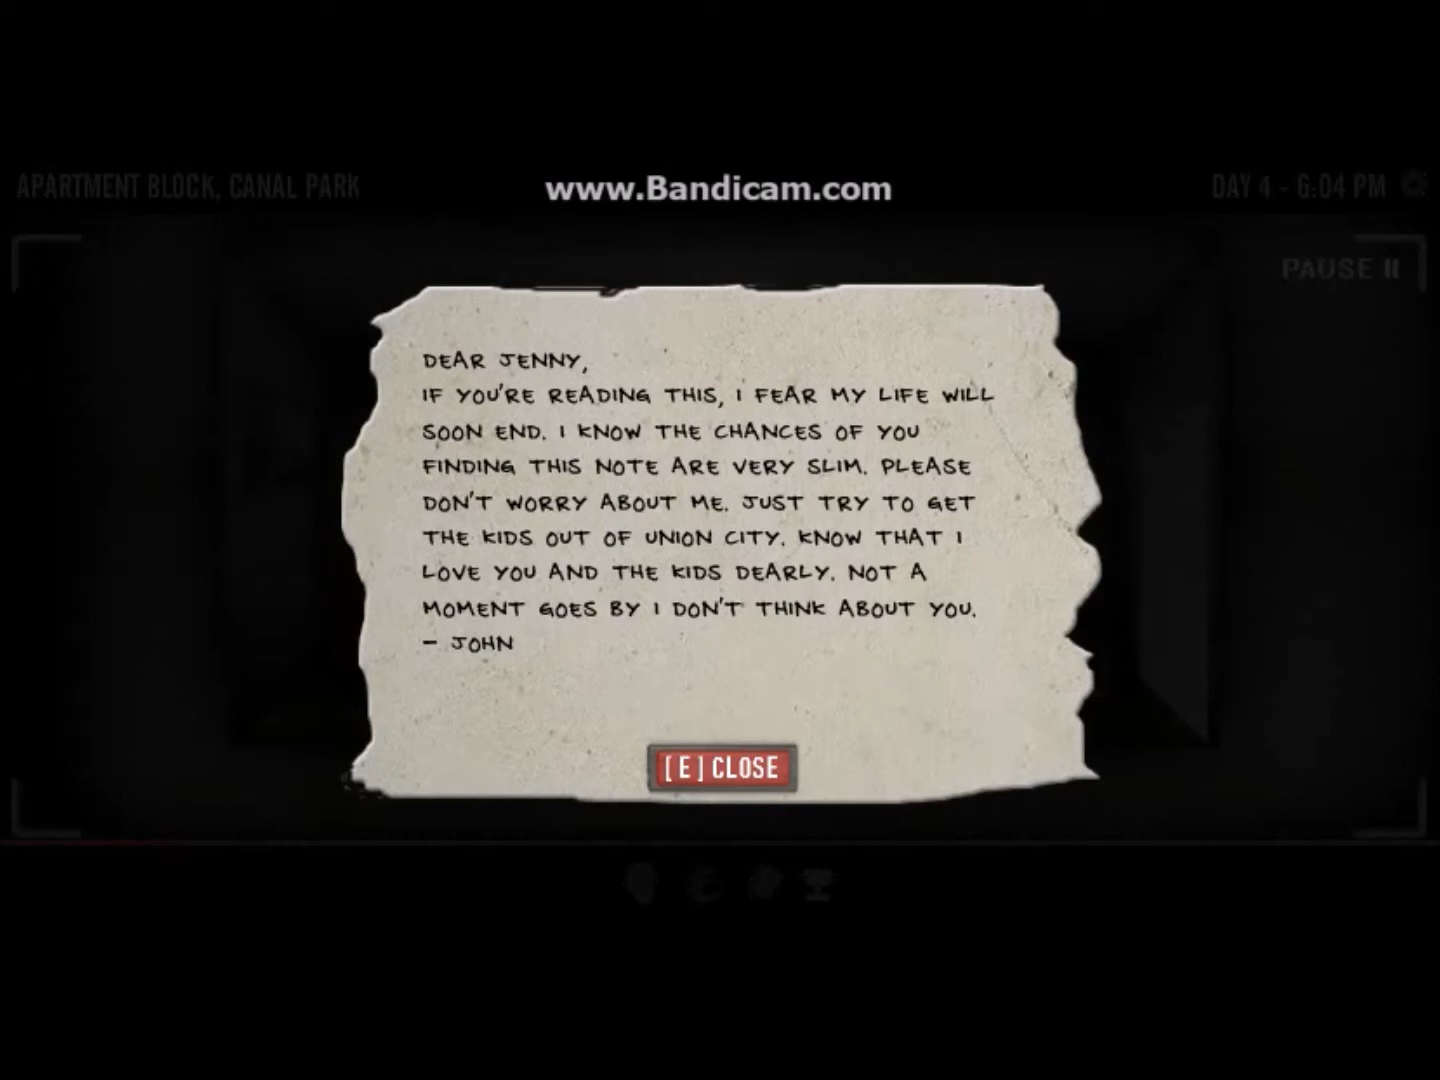 APARTMENT BLOCK, CANAL PARK
www.Bandicam.com
DAY 4 - 6:04 PM
PAUSE
DEAR JENNY,
IF YOU'RE READING THIS, I FEAR MY LIFE WILL
SOON END. I KNOW THE CHANCES OF YOU
FINDING THIS NOTE ARE VERY SLIM. PLEASE
DON'T WORRY ABOUT ME. JUST TRY TO GET
THE KIDS OUT OF UNION CITY. KNOW THAT I
LOVE YOU AND THE KIDS DEARLY. NOT A
MOMENT GOES BY I DON'T THINK ABOUT YOU.
- JOHN
[ E ] CLOSE